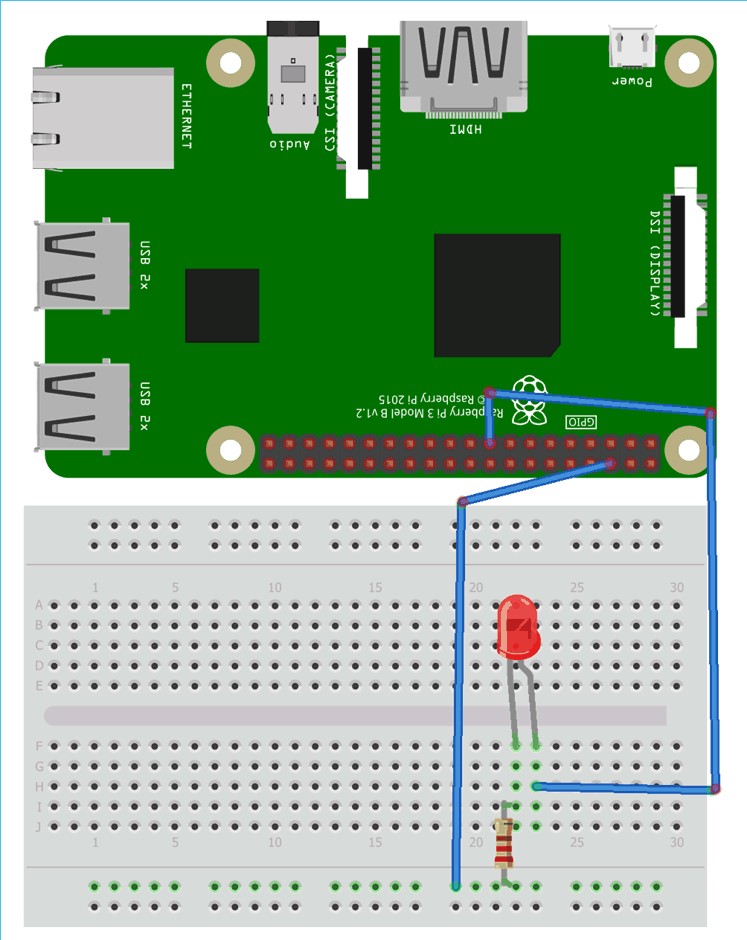 ETHERNET
Audio
CSI (CAMERA)
HDMI
Power
USB 2x
DSI (DISPLAY)
USB 2x
Raspberry Pi 3 Model B v1.2
© Raspberry Pi 2015
GPIO
1 5 10 15 20 25 30
A
B
C
D
E
F
G
H
I
J
1 5 10 15 20 25 30